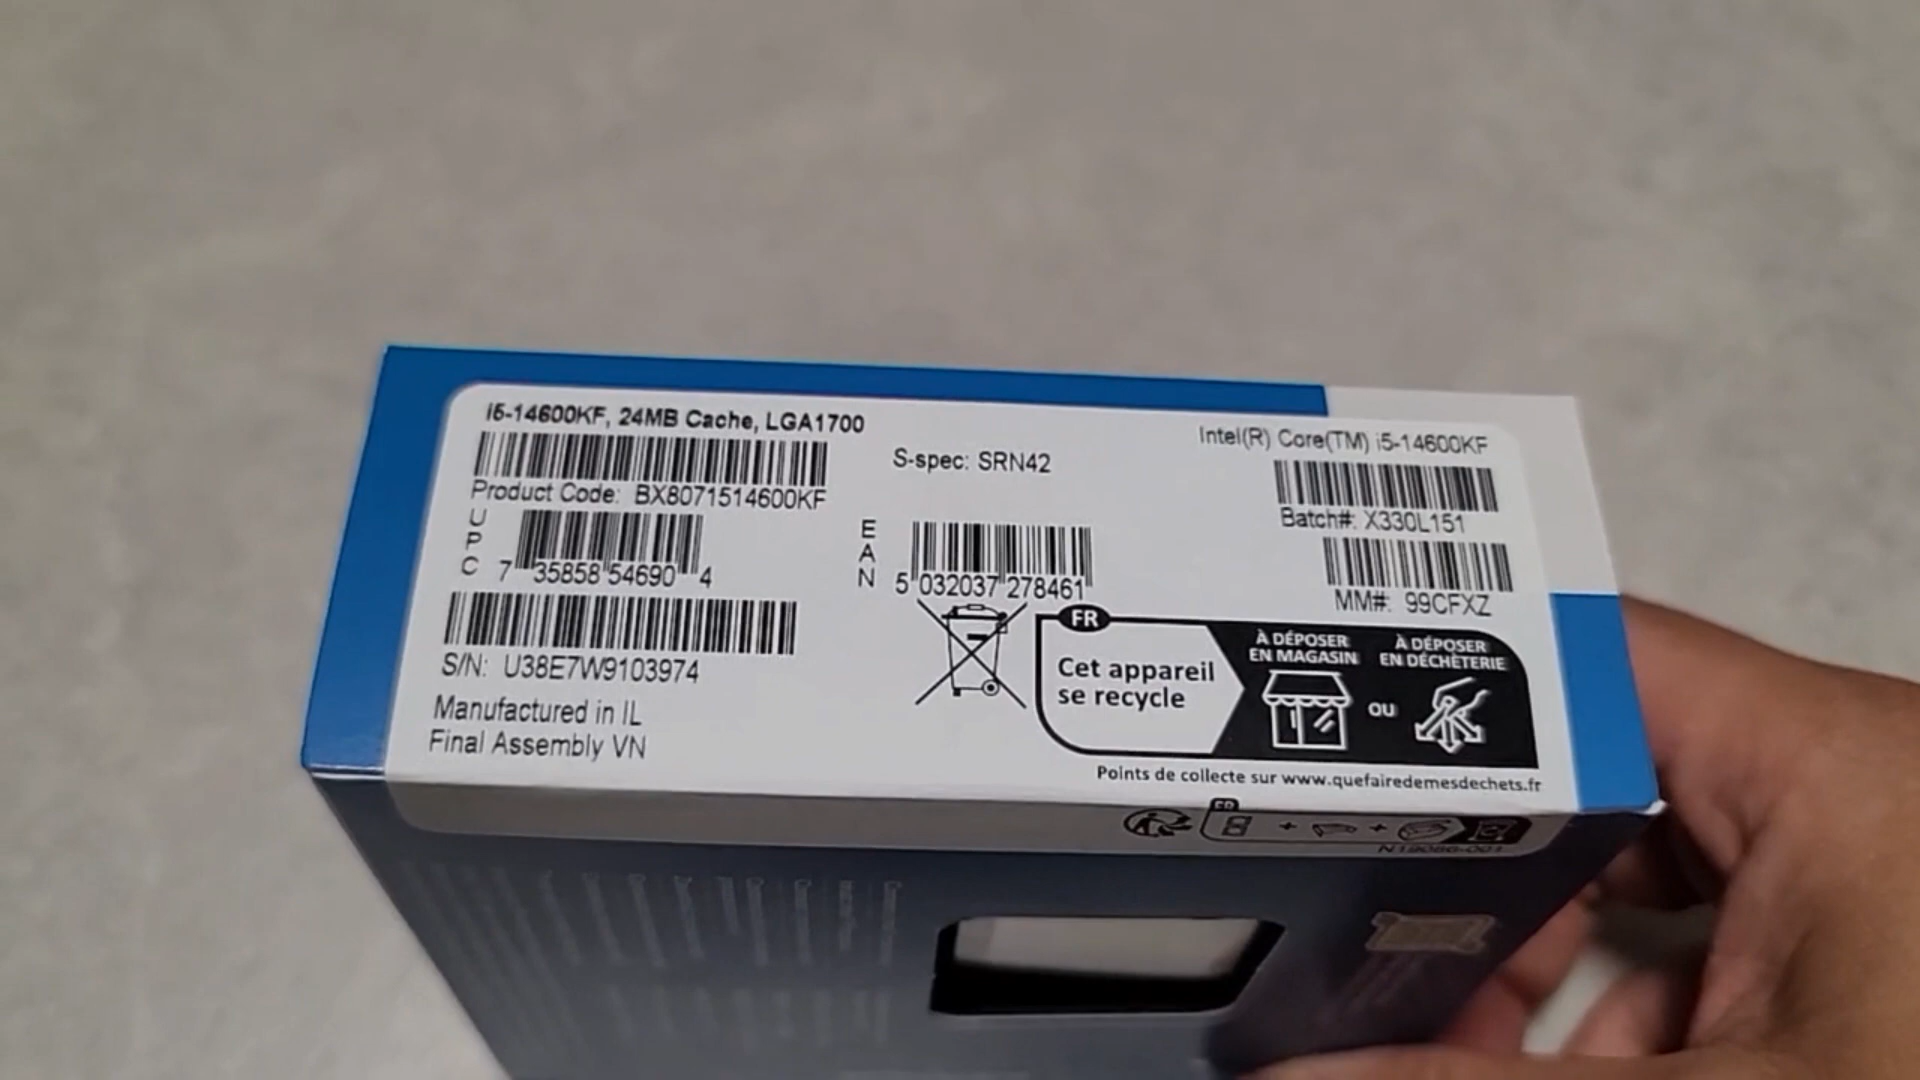 i5-14600KF, 24MB Cache, LGA1700
Product Code: BX8071514600KF
UPC
7 35858 54690 4
S/N: U38E7W9103974
Manufactured in IL
Final Assembly VN
S-spec: SRN42
EAN
5 032037 278461
Intel(R) Core(TM) i5-14600KF
Batch#: X330L151
MM#: 99CFXZ
FR
Cet appareil
se recycle
À DÉPOSER
EN MAGASIN
OU
À DÉPOSER
EN DÉCHÈTERIE
Points de collecte sur www.quefairedemesdechets.fr
FR